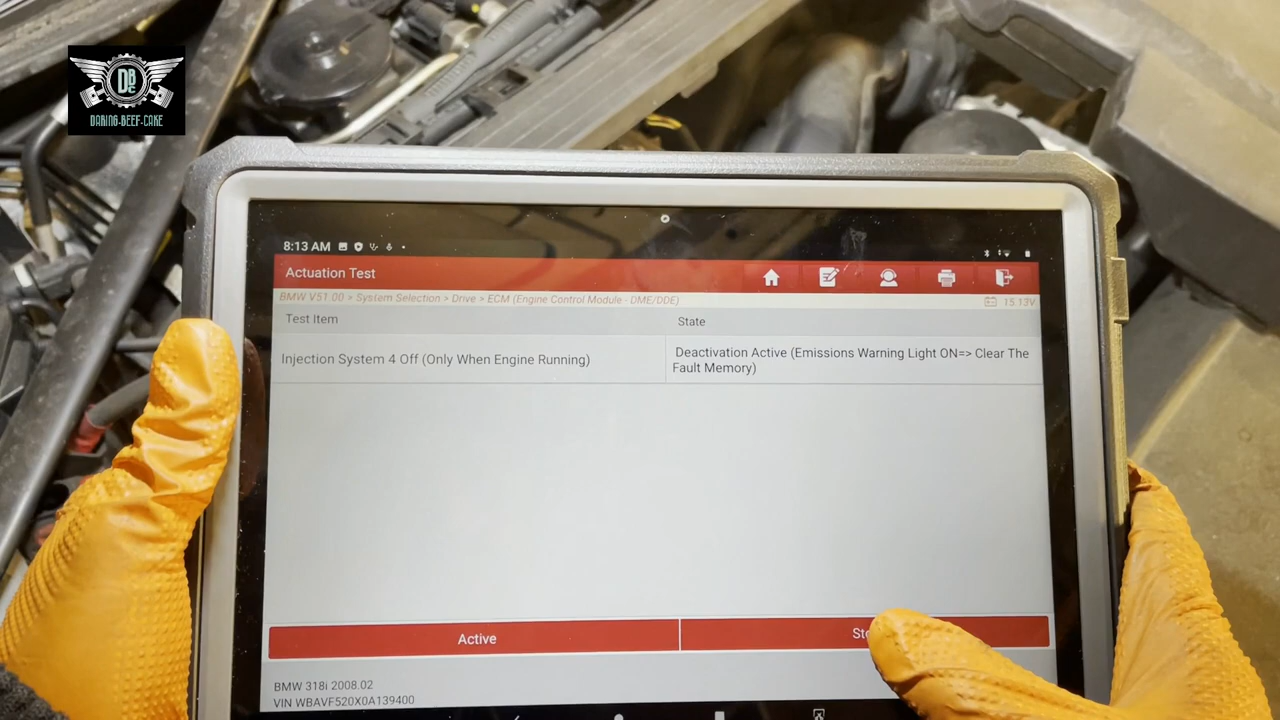 DBC
DARING-BEEF-CAKE
8:13 AM
Actuation Test
BMW V51.00 > System Selection > Drive > ECM (Engine Control Module - DME/DDE)
15.13V
Test Item
State
Injection System 4 Off (Only When Engine Running)
Deactivation Active (Emissions Warning Light ON=> Clear The
Fault Memory)
Active
BMW 318i 2008.02
VIN WBAVF520X0A139400